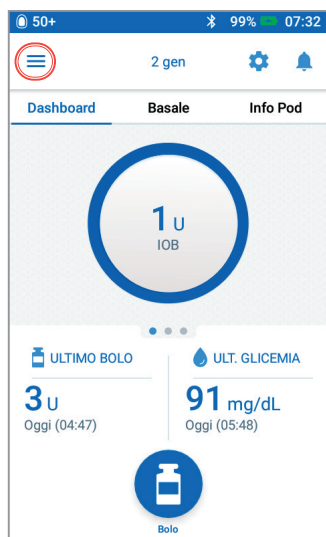 50+ 99% 07:32
2 gen
Dashboard Basale Info Pod
1 U
IOB
ULTIMO BOLO ULT. GLICEMIA
3 U 91 mg/dL
Oggi (04:47) Oggi (05:48)
Bolo